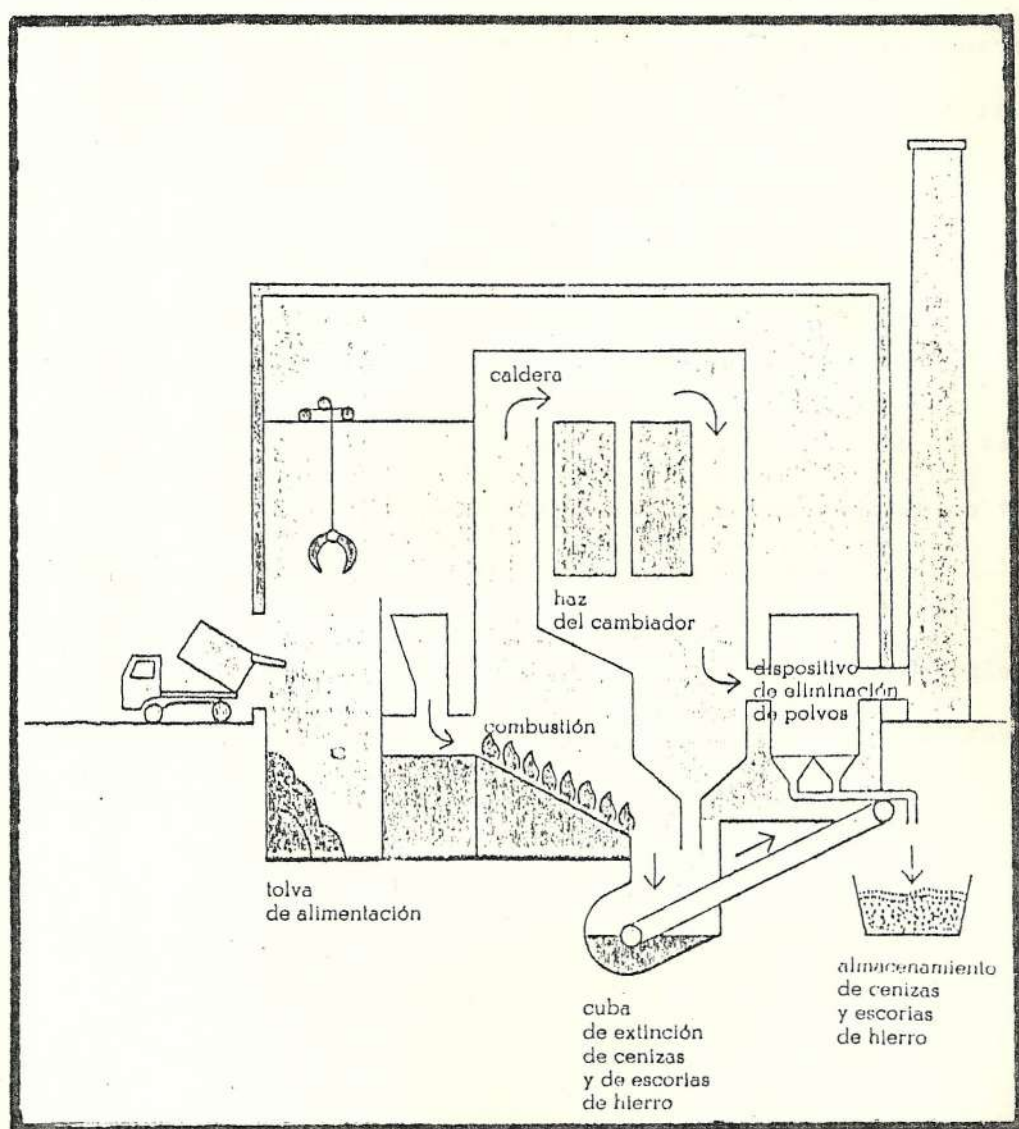 caldera
haz
del cambiador
dispositivo
de eliminación
de polvos
combustión
tolva
de alimentación
almacenamiento
de cenizas
y escorias
de hierro
cuba
de extinción
de cenizas
y de escorias
de hierro